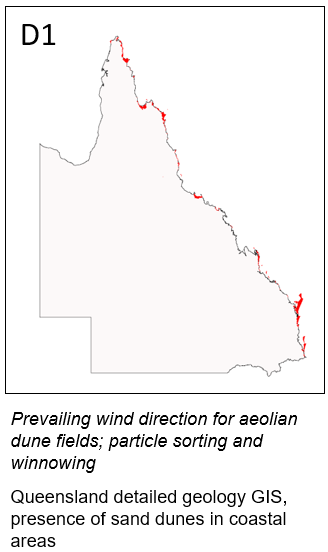 D1
Prevailing wind direction for aeolian
dune fields; particle sorting and
winnowing
Queensland detailed geology GIS,
presence of sand dunes in coastal
areas